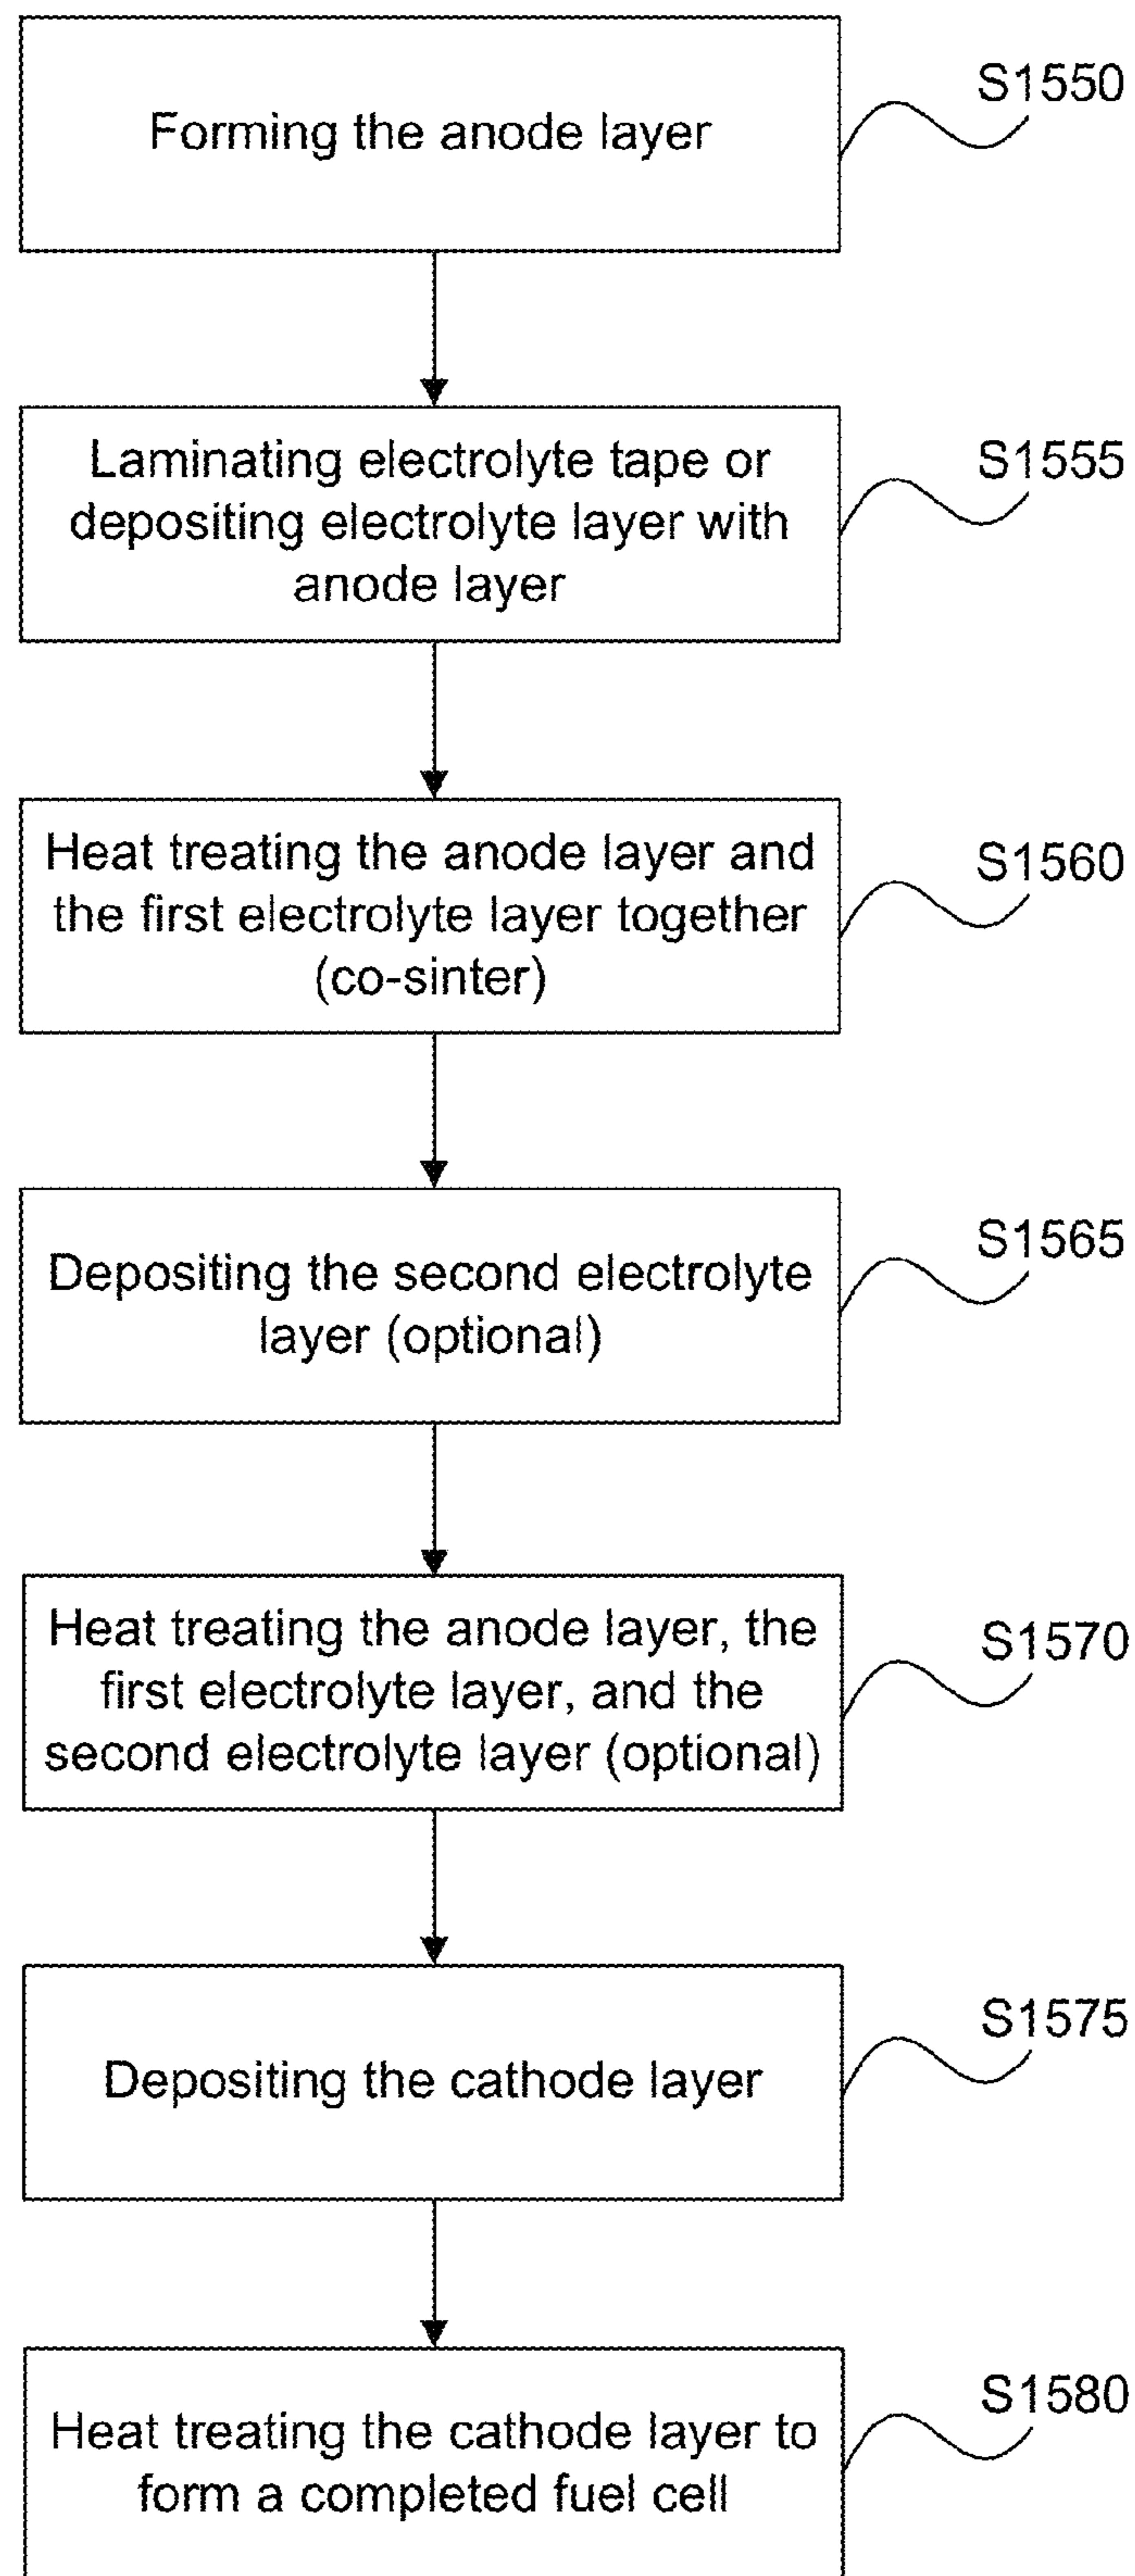 Forming the anode layer
S1550
Laminating electrolyte tape or
depositing electrolyte layer with
anode layer
S1555
Heat treating the anode layer and
the first electrolyte layer together
(co-sinter)
S1560
Depositing the second electrolyte
layer (optional)
S1565
Heat treating the anode layer, the
first electrolyte layer, and the
second electrolyte layer (optional)
S1570
Depositing the cathode layer
S1575
Heat treating the cathode layer to
form a completed fuel cell
S1580